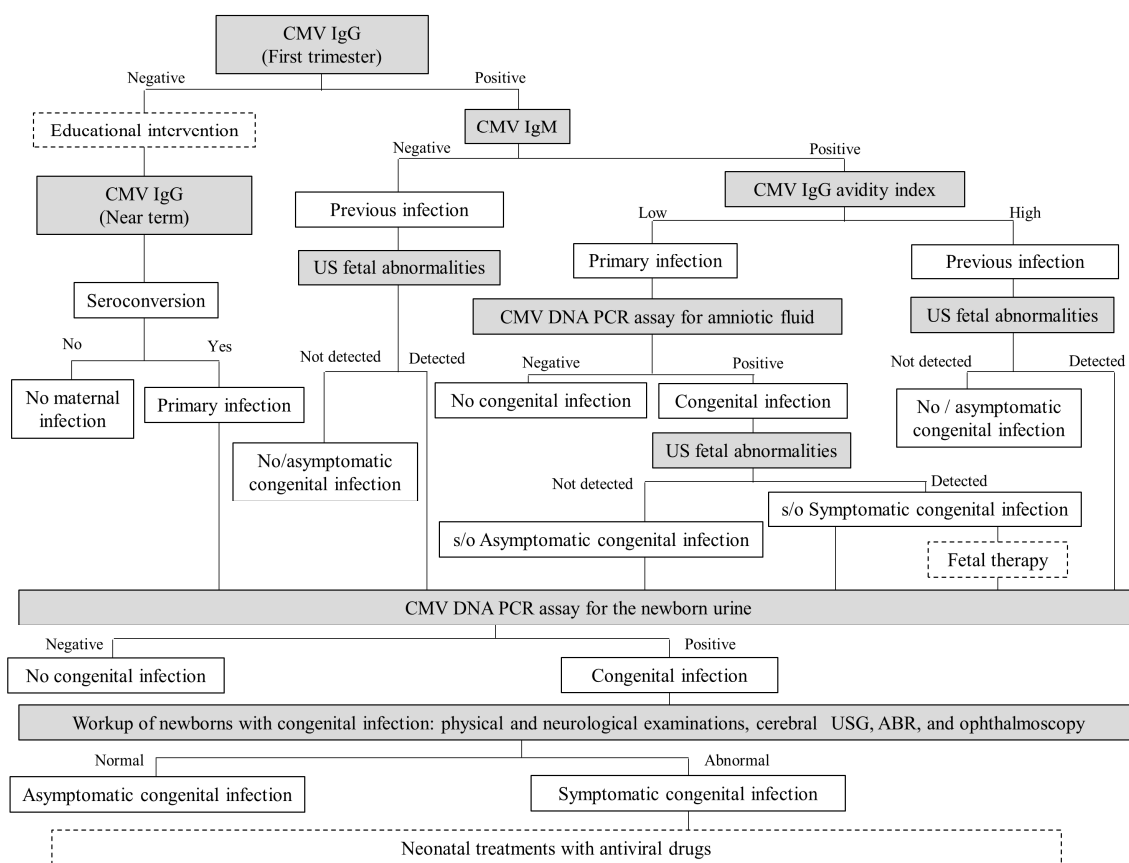 CMV IgG
(First trimester)
Negative
Positive
Educational intervention
CMV IgM
Negative
Positive
CMV IgG
(Near term)
Previous infection
CMV IgG avidity index
Low
High
US fetal abnormalities
Primary infection
Previous infection
Seroconversion
CMV DNA PCR assay for amniotic fluid
US fetal abnormalities
No
Yes
Not detected
Detected
Negative
Positive
Not detected
Detected
No maternal
infection
Primary infection
No congenital infection
Congenital infection
No / asymptomatic
congenital infection
No/asymptomatic
congenital infection
US fetal abnormalities
Not detected
Detected
s/o Asymptomatic congenital infection
s/o Symptomatic congenital infection
Fetal therapy
CMV DNA PCR assay for the newborn urine
Negative
Positive
No congenital infection
Congenital infection
Workup of newborns with congenital infection: physical and neurological examinations, cerebral USG, ABR, and ophthalmoscopy
Normal
Abnormal
Asymptomatic congenital infection
Symptomatic congenital infection
Neonatal treatments with antiviral drugs